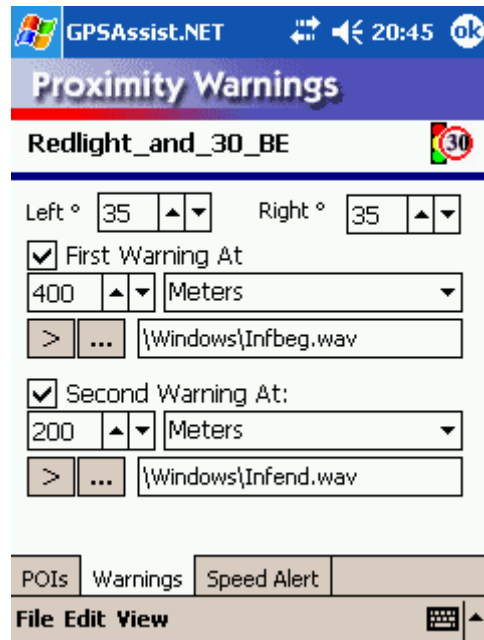 GPSAssist.NET 20:45 ok
Proximity Warnings
Redlight_and_30_BE 30
Left ° 35 Right ° 35
First Warning At
400 Meters
> ... \Windows\Infbeg.wav
Second Warning At:
200 Meters
> ... \Windows\Infend.wav
POIs Warnings Speed Alert
File Edit View